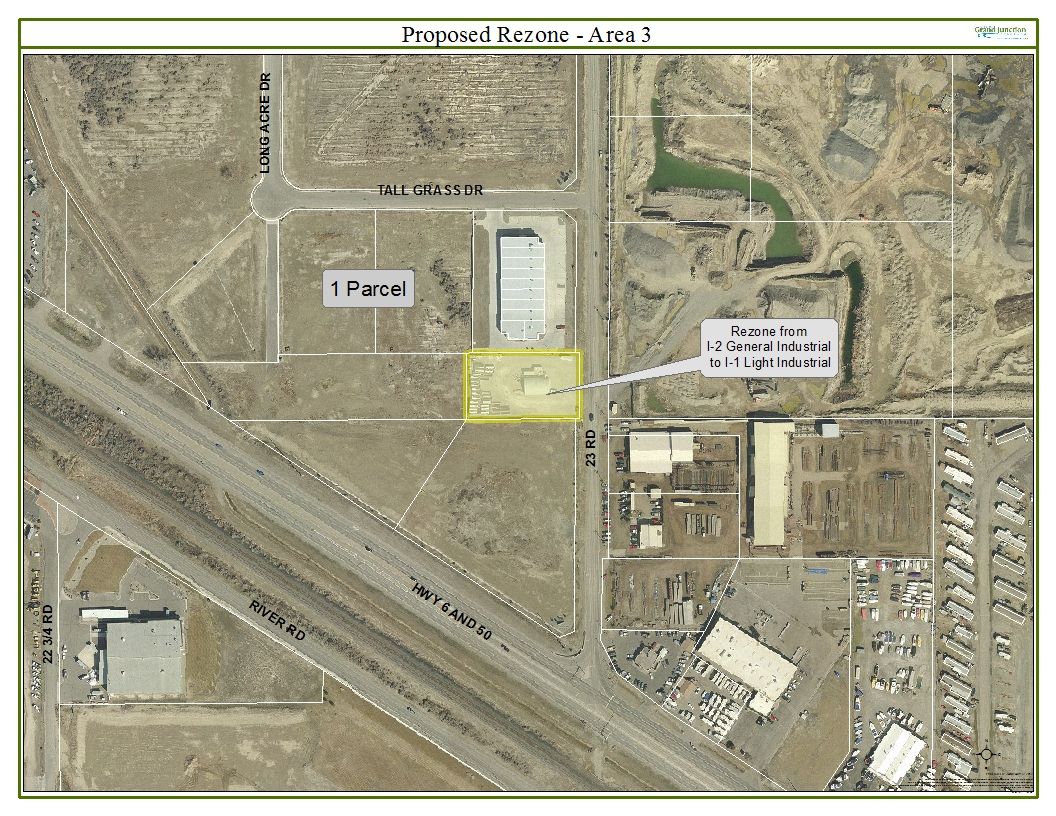 Proposed Rezone - Area 3
Grand Junction
LONG ACRE DR
TALL GRASS DR
1 Parcel
Rezone from
I-2 General Industrial
to I-1 Light Industrial
23 RD
HWY 6 AND 50
RIVER RD
22 3/4 RD